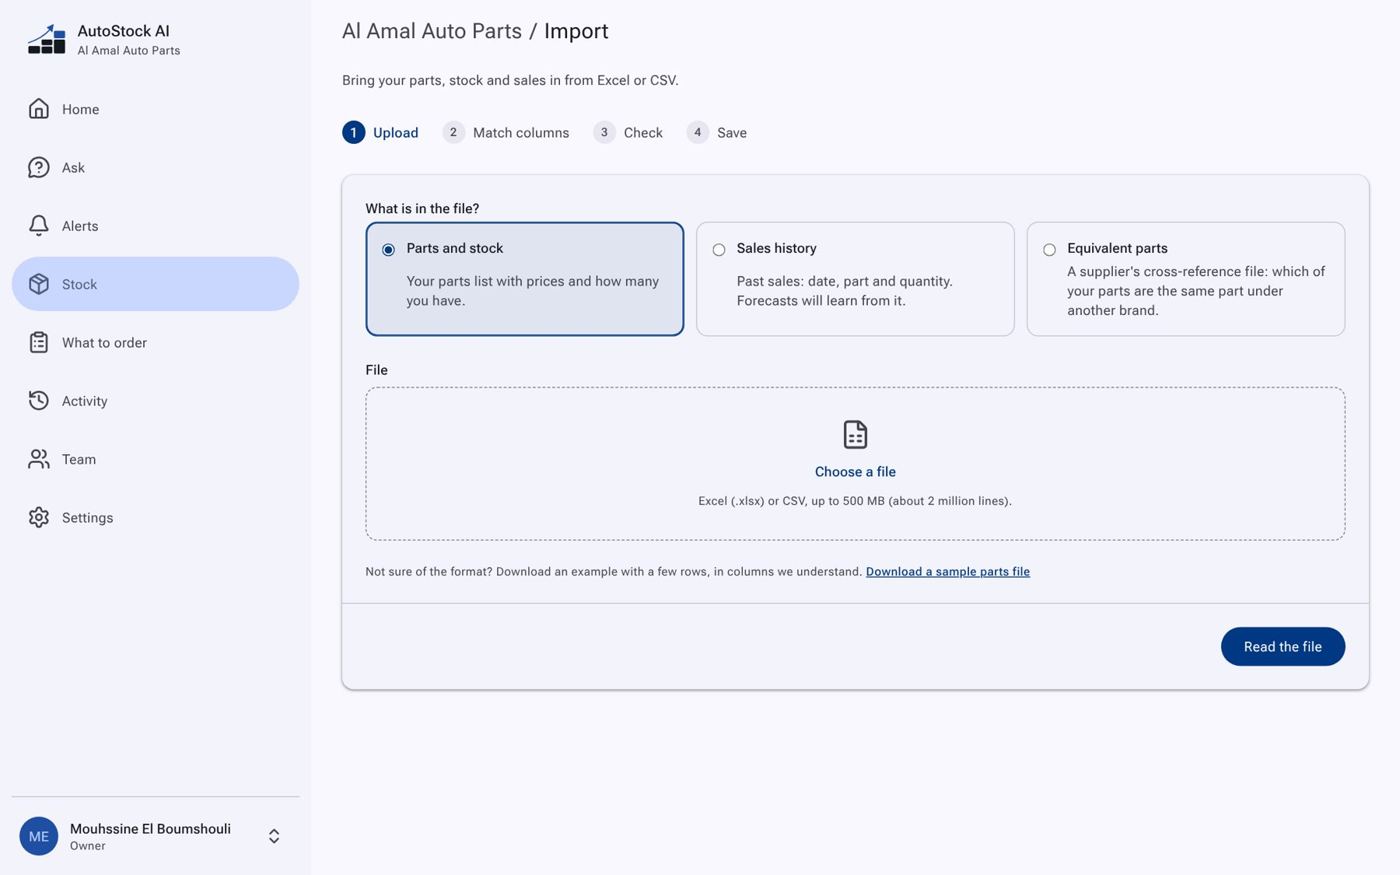 AutoStock AI
Al Amal Auto Parts
Home
Ask
Alerts
Stock
What to order
Activity
Team
Settings
ME
Mouhssine El Boumshouli
Owner
Al Amal Auto Parts / Import
Bring your parts, stock and sales in from Excel or CSV.
1 Upload 2 Match columns 3 Check 4 Save
What is in the file?
Parts and stock
Your parts list with prices and how many
you have.
Sales history
Past sales: date, part and quantity.
Forecasts will learn from it.
Equivalent parts
A supplier's cross-reference file: which of
your parts are the same part under
another brand.
File
Choose a file
Excel (.xlsx) or CSV, up to 500 MB (about 2 million lines).
Not sure of the format? Download an example with a few rows, in columns we understand. Download a sample parts file
Read the file